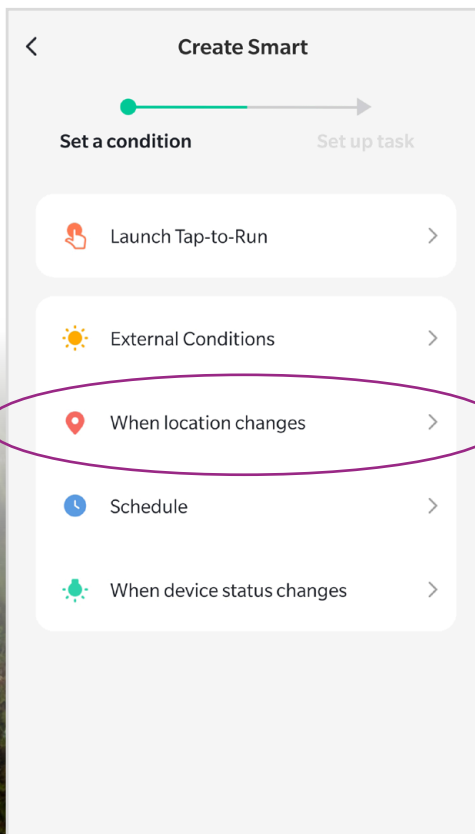 Create Smart
Set a condition
Set up task
Launch Tap-to-Run
External Conditions
When location changes
Schedule
When device status changes